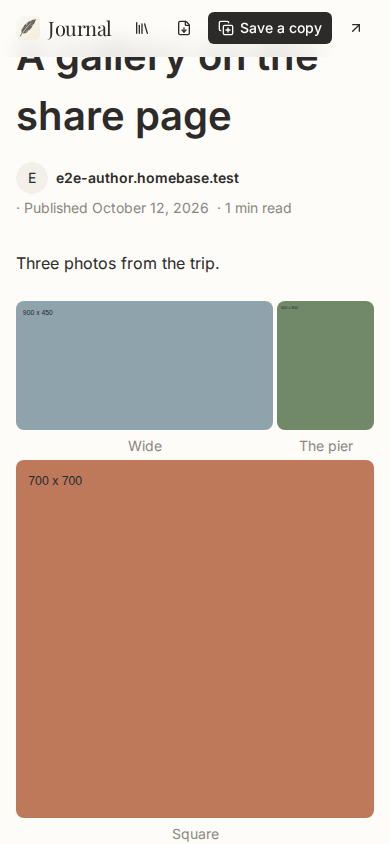 Journal
Save a copy
A gallery on the
share page
E
e2e-author.homebase.test
· Published October 12, 2026 · 1 min read
Three photos from the trip.
900 x 450
Wide
The pier
700 x 700
Square